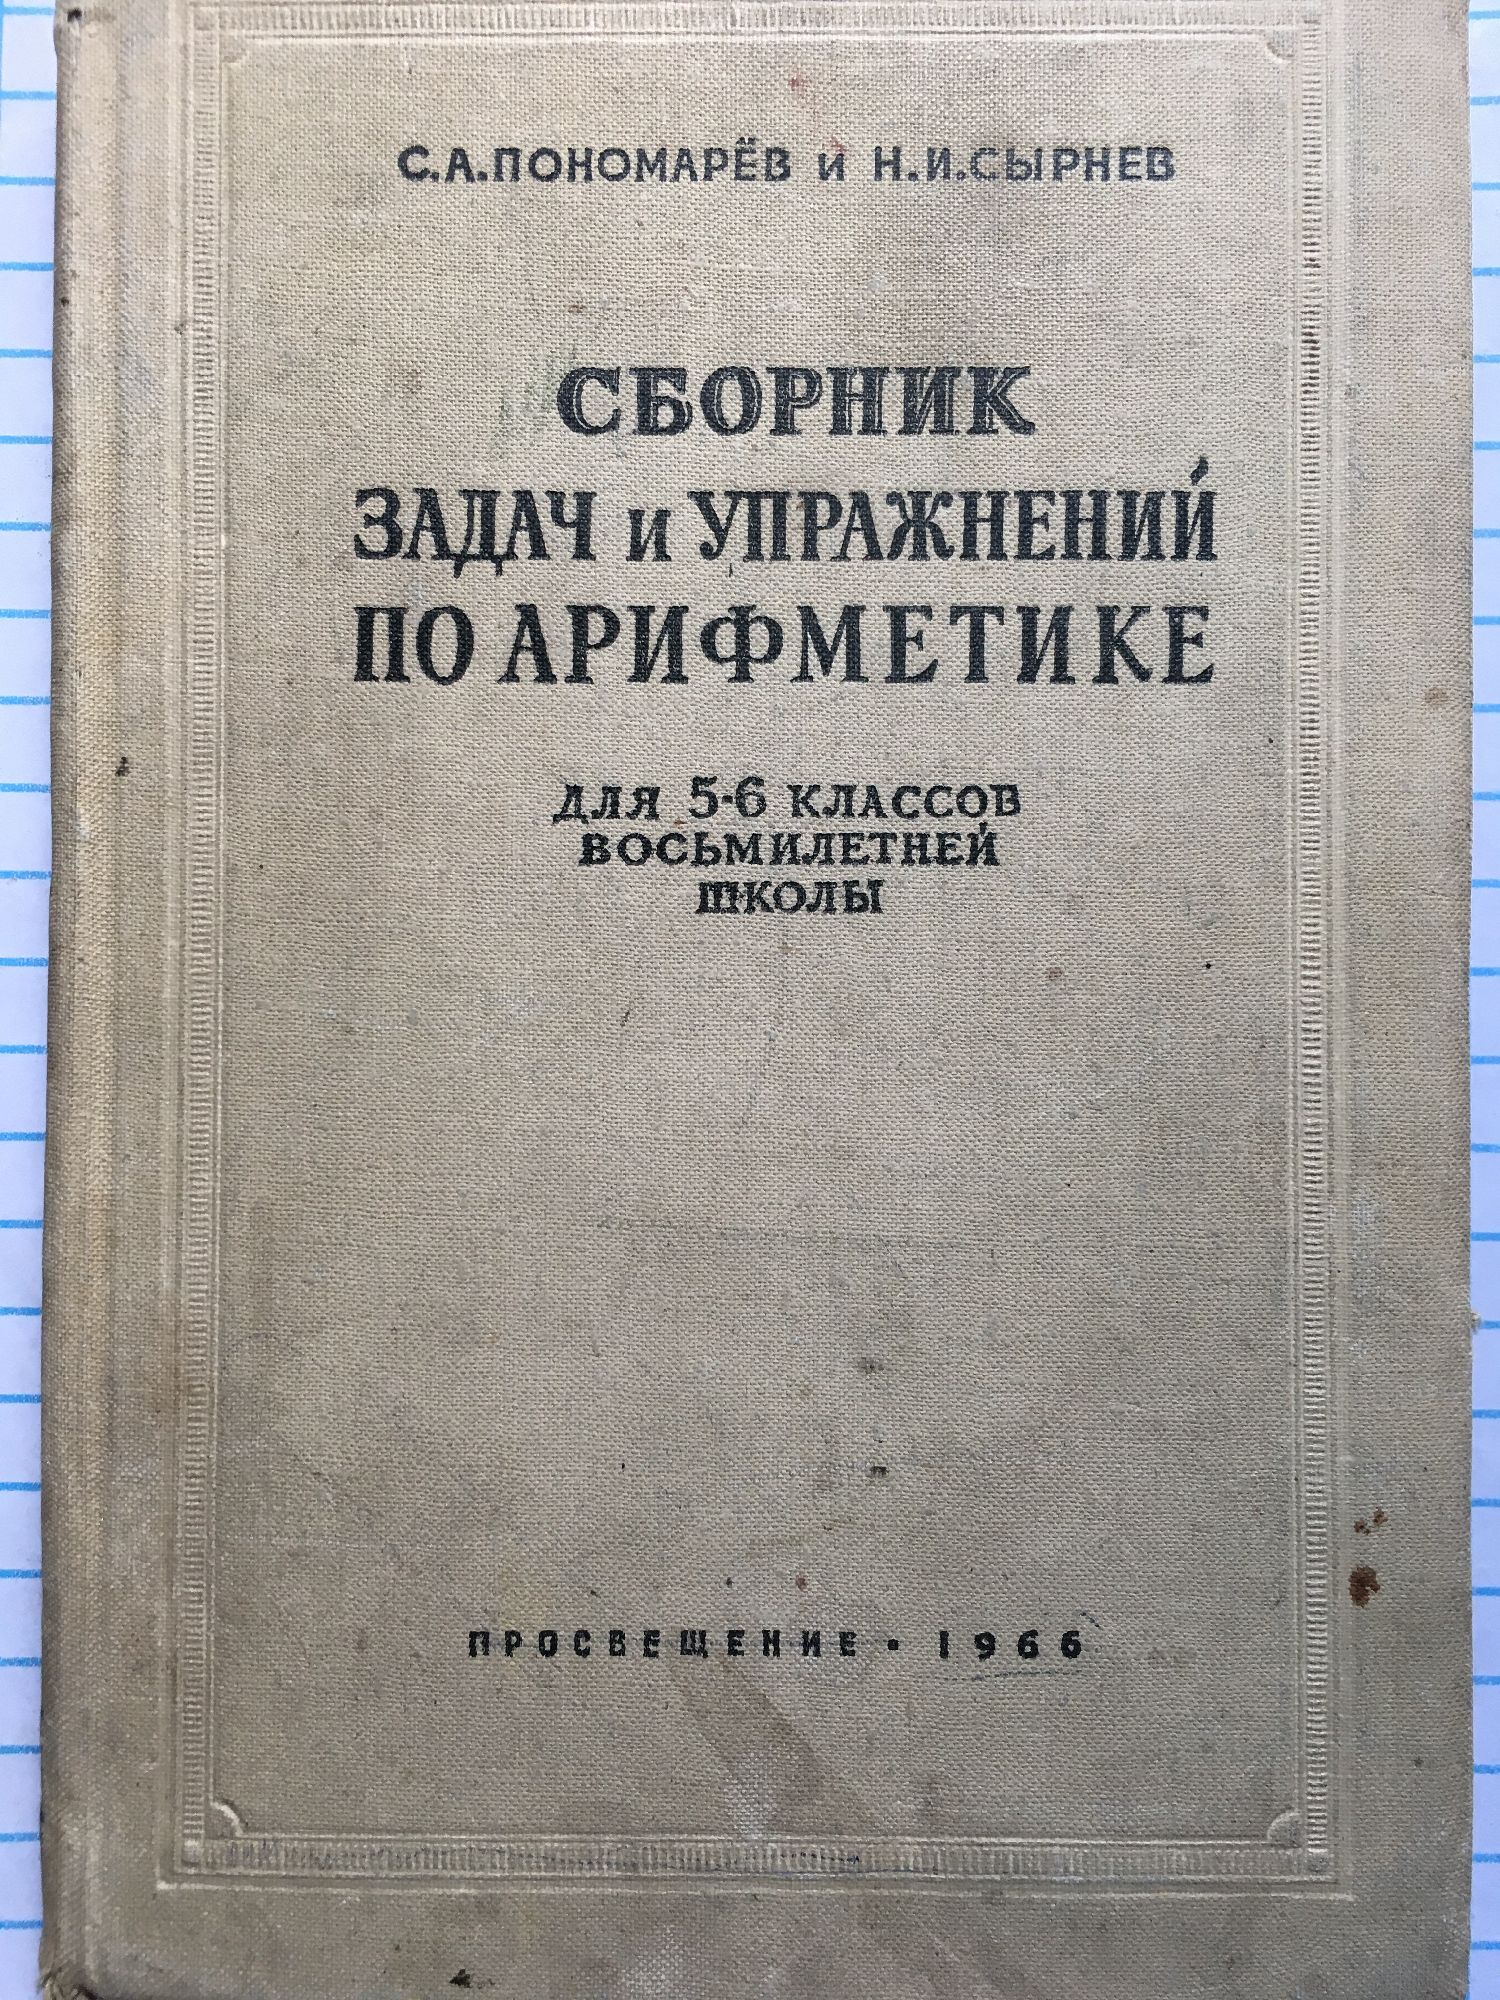 С.А.ПОНОМАРЁВ и Н.И.СЫРНЕВ
СБОРНИК
ЗАДАЧ и УПРАЖНЕНИЙ
ПО АРИФМЕТИКЕ
ДЛЯ 5-6 КЛАССОВ
ВОСЬМИЛЕТНЕЙ
ШКОЛЫ
ПРОСВЕЩЕНИЕ • 1966